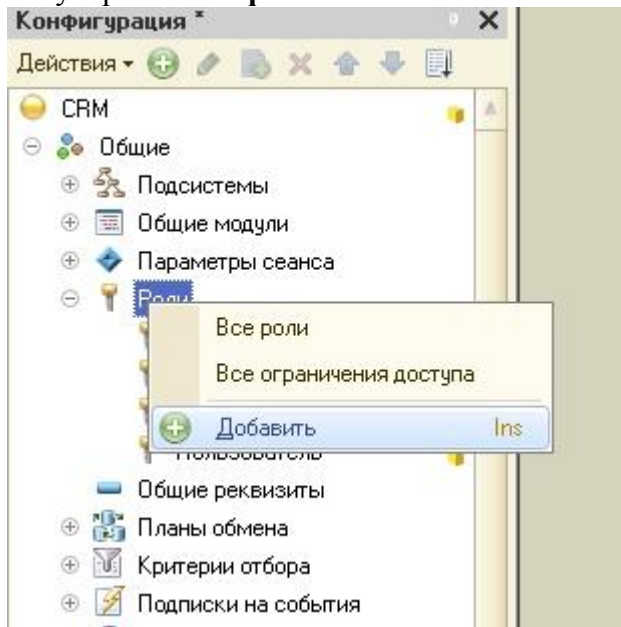 Конфигурация *
Действия
CRM
Общие
Подсистемы
Общие модули
Параметры сеанса
Роли
Все роли
Все ограничения доступа
Добавить Ins
Пользователь
Общие реквизиты
Планы обмена
Критерии отбора
Подписки на события